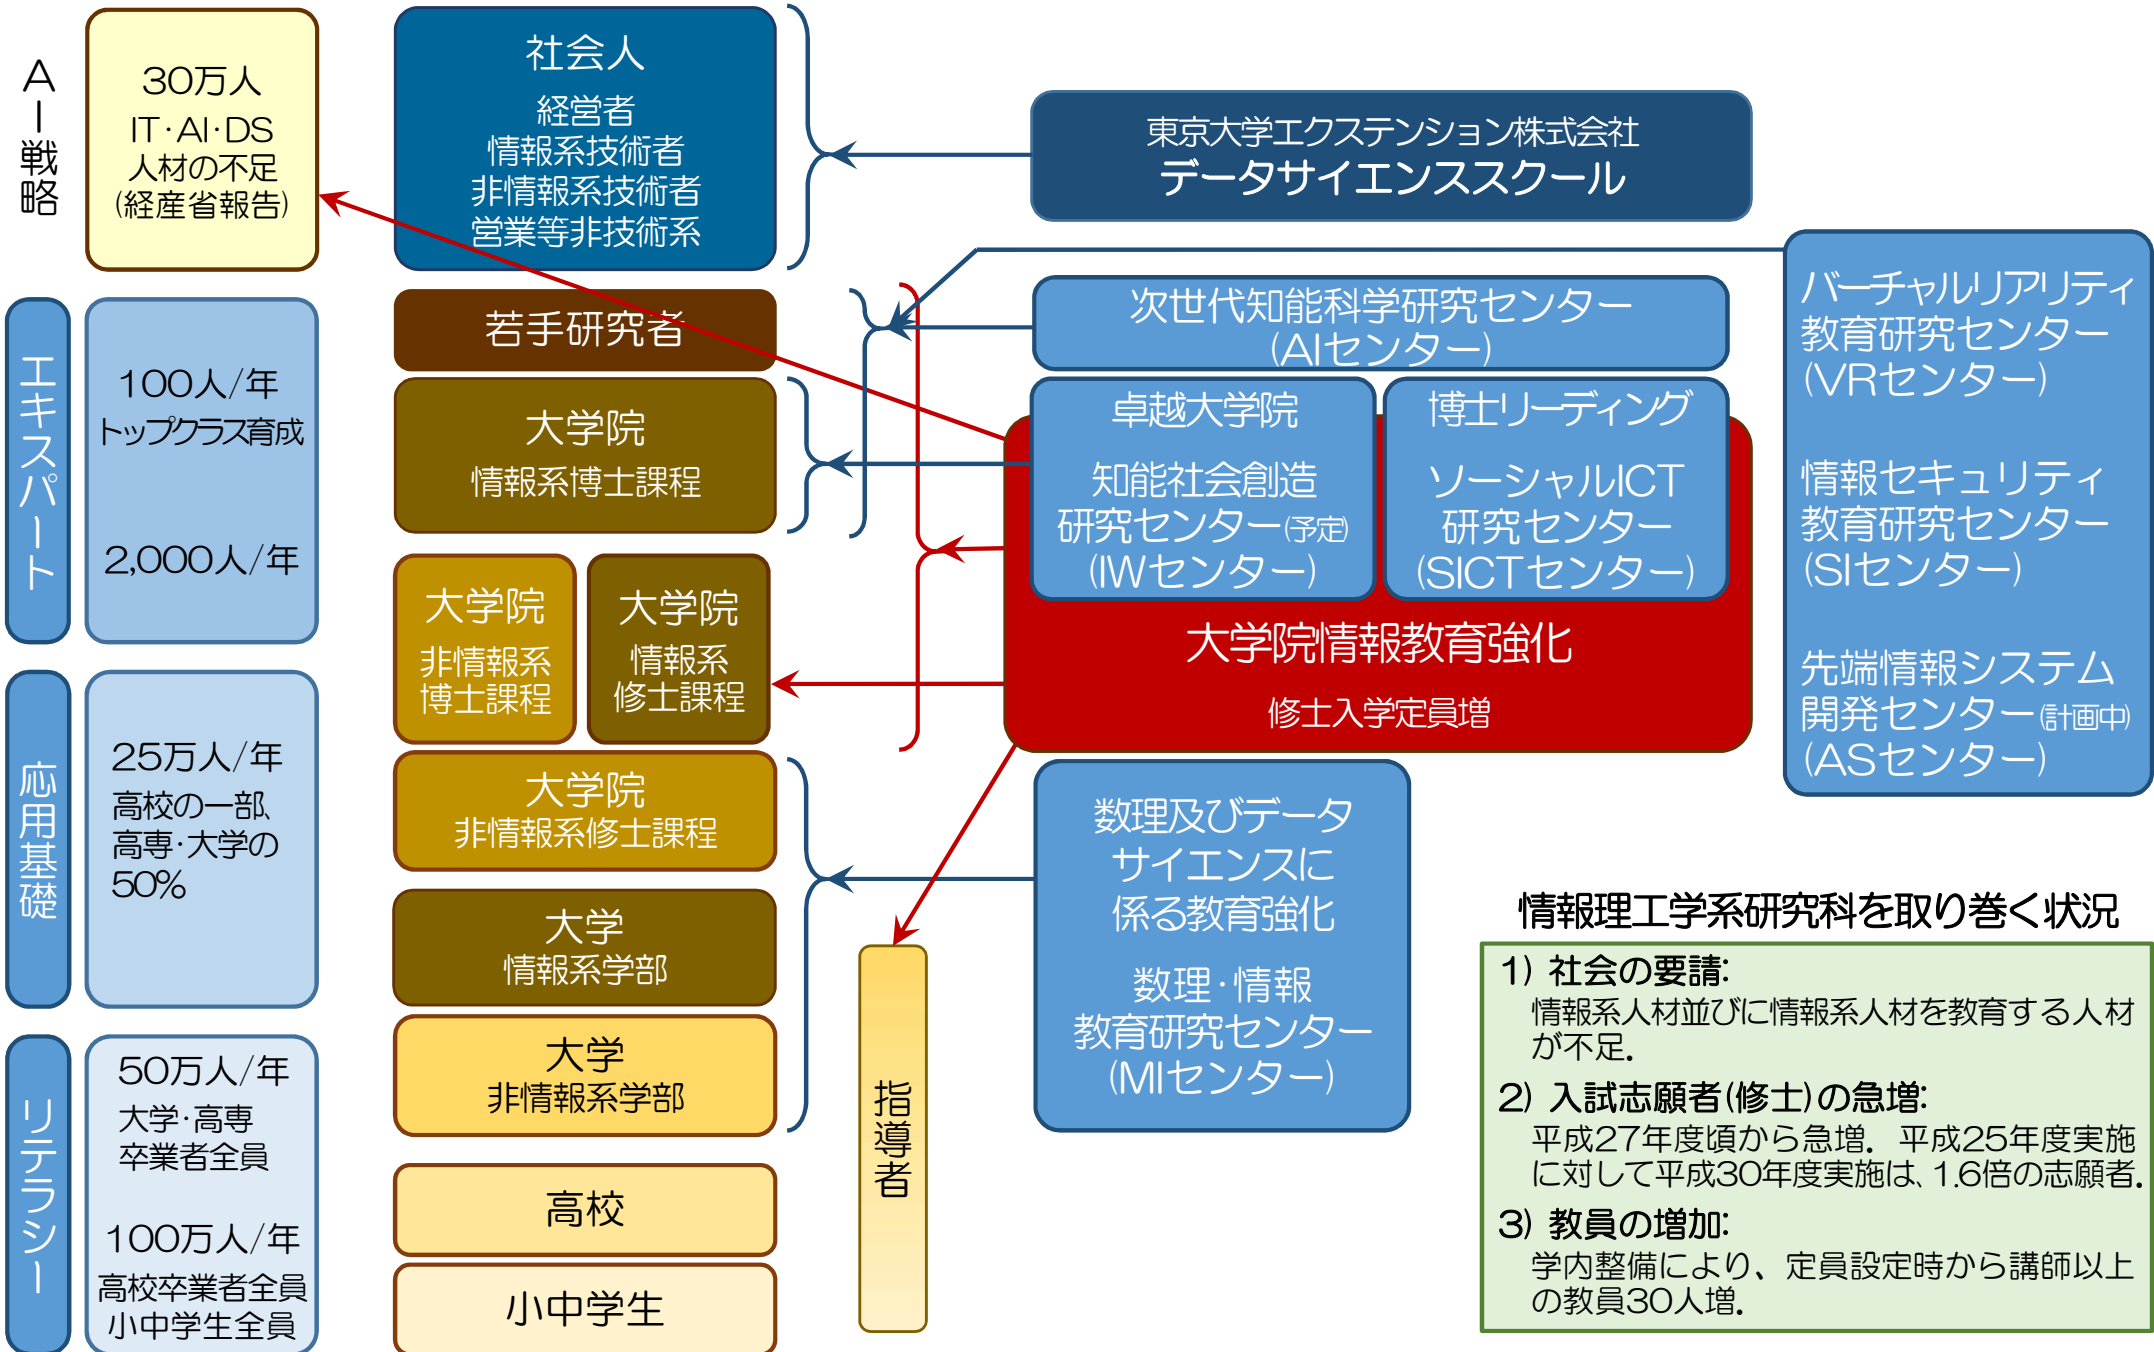 AI戦略
30万人
IT・AI・DS
人材の不足
(経産省報告)
エキスパート
100人/年
トップクラス育成
2,000人/年
応用基礎
25万人/年
高校の一部、
高専・大学の
50%
リテラシー
50万人/年
大学・高専
卒業者全員
100万人/年
高校卒業者全員
小中学生全員
社会人
経営者
情報系技術者
非情報系技術者
営業等非技術系
若手研究者
大学院
情報系博士課程
大学院
非情報系
博士課程
大学院
情報系
修士課程
大学院
非情報系修士課程
大学
情報系学部
大学
非情報系学部
高校
小中学生
指導者
東京大学エクステンション株式会社
データサイエンススクール
次世代知能科学研究センター
(AIセンター)
卓越大学院
知能社会創造
研究センター(予定)
(IWセンター)
博士リーディング
ソーシャルICT
研究センター
(SICTセンター)
大学院情報教育強化
修士入学定員増
数理及びデータ
サイエンスに
係る教育強化
数理・情報
教育研究センター
(MIセンター)
バーチャルリアリティ
教育研究センター
(VRセンター)
情報セキュリティ
教育研究センター
(SIセンター)
先端情報システム
開発センター(計画中)
(ASセンター)
情報理工学系研究科を取り巻く状況
1) 社会の要請:
情報系人材並びに情報系人材を教育する人材
が不足.
2) 入試志願者(修士)の急増:
平成27年度頃から急増. 平成25年度実施
に対して平成30年度実施は、1.6倍の志願者.
3) 教員の増加:
学内整備により、定員設定時から講師以上
の教員30人増.